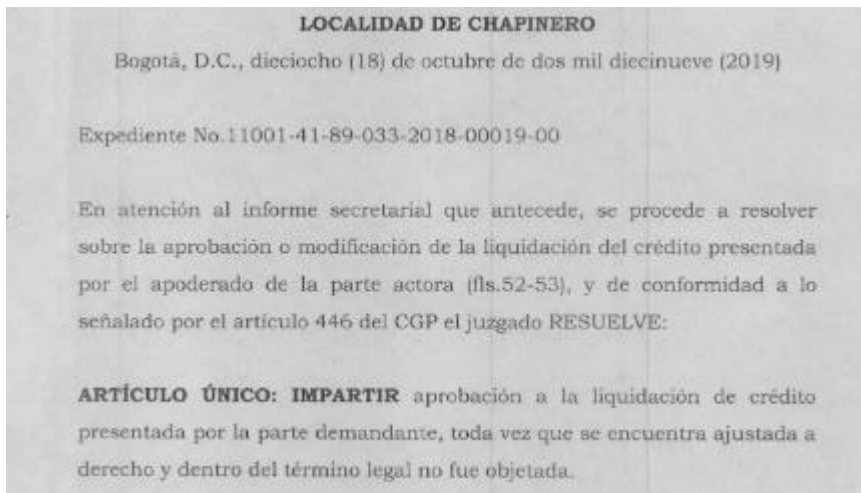 LOCALIDAD DE CHAPINERO
Bogotá, D.C., dieciocho (18) de octubre de dos mil diecinueve (2019)
Expediente No.11001-41-89-033-2018-00019-00
En atención al informe secretarial que antecede, se procede a resolver
sobre la aprobación o modificación de la liquidación del crédito presentada
por el apoderado de la parte actora (fls.52-53), y de conformidad a lo
señalado por el artículo 446 del CGP el juzgado RESUELVE:
ARTÍCULO ÚNICO: IMPARTIR aprobación a la liquidación de crédito
presentada por la parte demandante, toda vez que se encuentra ajustada a
derecho y dentro del término legal no fue objetada.